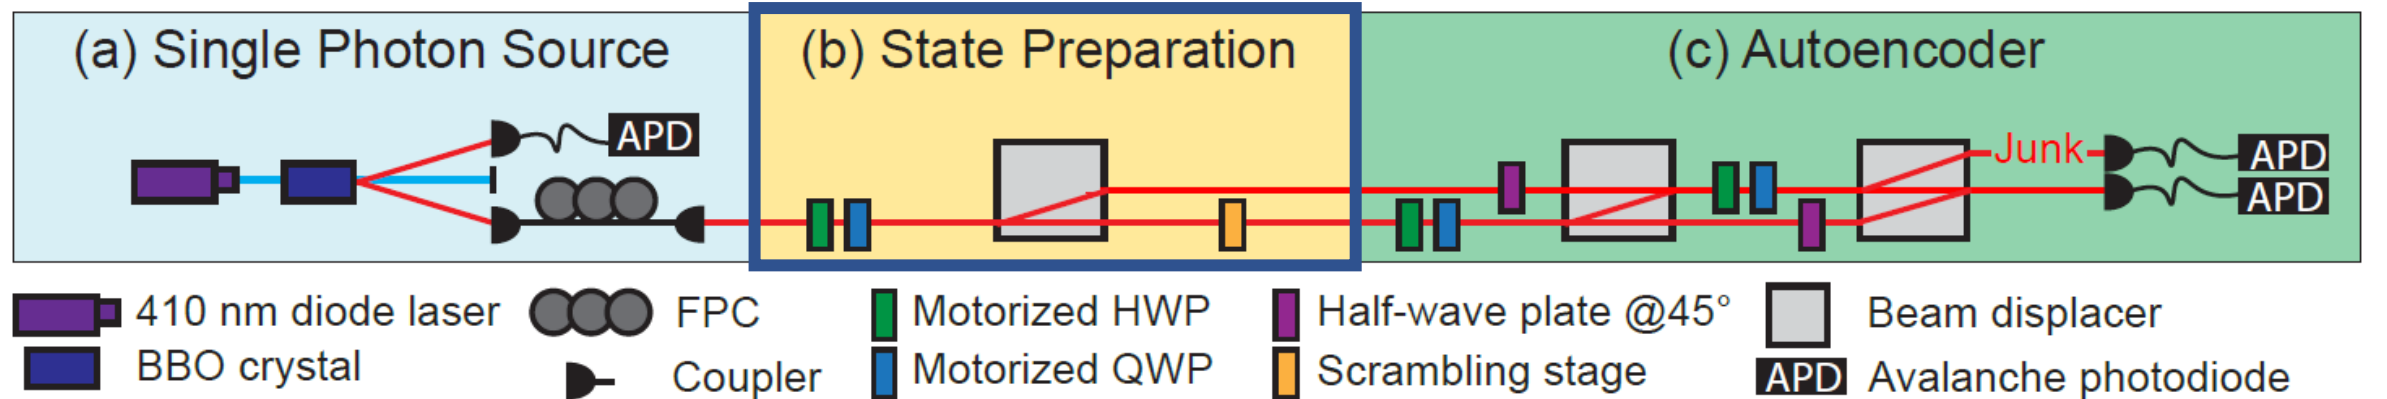 (a) Single Photon Source
(b) State Preparation
(c) Autoencoder
APD
Junk
APD
APD
410 nm diode laser
FPC
Motorized HWP
Half-wave plate @45°
Beam displacer
BBO crystal
Coupler
Motorized QWP
Scrambling stage
APD
Avalanche photodiode